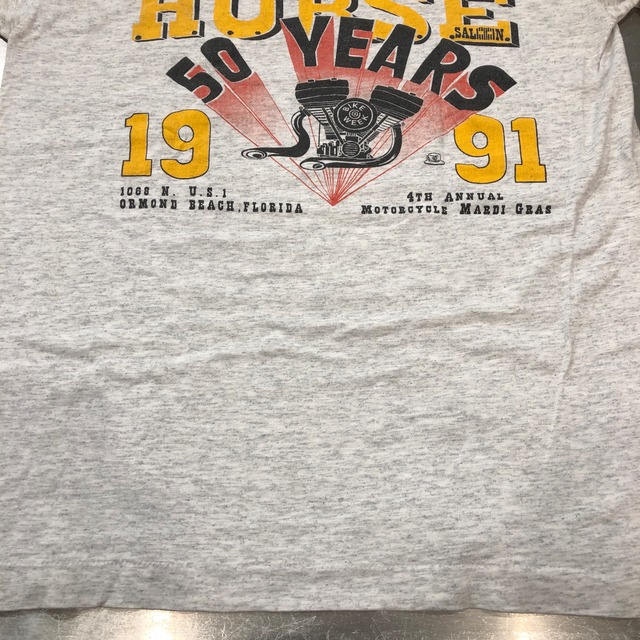 HORSE
SALOON.
50 YEARS
BIKE WEEK
19 91
1068 N. U.S.1
ORMOND BEACH, FLORIDA
4TH ANNUAL
MOTORCYCLE MARDI GRAS